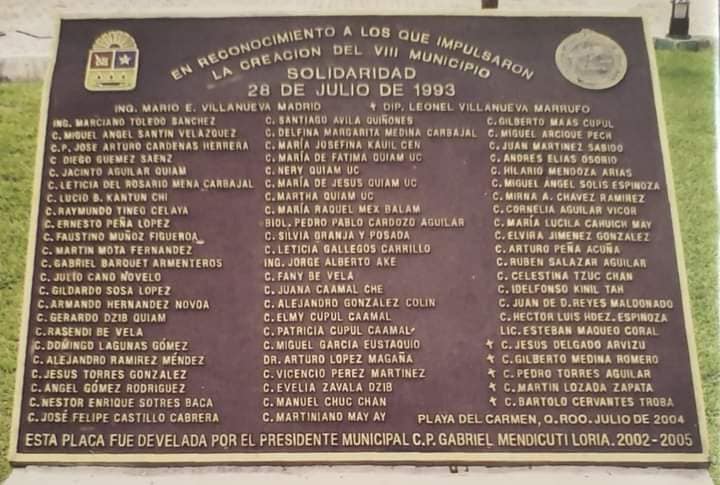 EN RECONOCIMIENTO A LOS QUE IMPULSARON
LA CREACION DEL VIII MUNICIPIO
SOLIDARIDAD
28 DE JULIO DE 1993
ING. MARIO E. VILLANUEVA MADRID
✝ DIP. LEONEL VILLANUEVA MARRUFO
ING. MARCIANO TOLEDO SANCHEZ
C. MIGUEL ANGEL SANTIN VELAZQUEZ
C.P. JOSE ARTURO CARDENAS HERRERA
C. DIEGO GUEMEZ SAENZ
C. JACINTO AGUILAR QUIAM
C. LETICIA DEL ROSARIO MENA CARBAJAL
C. LUCIO B. KANTUN CHI
C. RAYMUNDO TINEO CELAYA
C. ERNESTO PEÑA LOPEZ
C. FAUSTINO MUÑOZ FIGUEROA
C. MARTIN MOTA FERNANDEZ
C. GABRIEL BARQUET ARMENTEROS
C. JULIO CANO NOVELO
C. GILDARDO SOSA LOPEZ
C. ARMANDO HERNANDEZ NOVOA
C. GERARDO DZIB QUIAM
C. RASENDI BE VELA
C. DOMINGO LAGUNAS GÓMEZ
C. ALEJANDRO RAMIREZ MÉNDEZ
C. JESUS TORRES GONZALEZ
C. ANGEL GÓMEZ RODRIGUEZ
C. NESTOR ENRIQUE SOTRES BACA
C. JOSÉ FELIPE CASTILLO CABRERA
C. SANTIAGO AVILA QUIÑONES
C. DELFINA MARGARITA MEDINA CARBAJAL
C. MARÍA JOSEFINA KAUIL CEN
C. MARÍA DE FATIMA QUIAM UC
C. NERY QUIAM UC
C. MARÍA DE JESUS QUIAM UC
C. MARTHA QUIAM UC
C. MARÍA RAQUEL MEX BALAM
BIOL. PEDRO PABLO CARDOZO AGUILAR
C. SILVIA GRANJA Y POSADA
C. LETICIA GALLEGOS CARRILLO
ING. JORGE ALBERTO AKE
C. FANY BE VELA
C. JUANA CAAMAL CHE
C. ALEJANDRO GONZÁLEZ COLIN
C. ELMY CUPUL CAAMAL
C. PATRICIA CUPUL CAAMAL
C. MIGUEL GARCIA EUSTAQUIO
DR. ARTURO LOPEZ MAGAÑA
C. VICENCIO PEREZ MARTINEZ
C. EVELIA ZAVALA DZIB
C. MANUEL CHUC CHAN
C. MARTINIANO MAY AY
C. GILBERTO MAAS CUPUL
C. MIGUEL ARCIQUE PECH
C. JUAN MARTINEZ SABIDO
C. ANDRES ELIAS OSORIO
C. HILARIO MENDOZA ARIAS
C. MIGUEL ÁNGEL SOLÍS ESPINOZA
C. MIRNA A. CHÁVEZ RAMIREZ
C. CORNELIA AGUILAR VICOR
C. MARÍA LUCILA CAHUICH MAY
C. ELVIRA JIMENEZ GONZALEZ
C. ARTURO PEÑA ACUÑA
C. RUBEN SALAZAR AGUILAR
C. CELESTINA TZUC CHAN
C. IDELFONSO KINIL TAH
C. JUAN DE D. REYES MALDONADO
C. HECTOR LUIS HDEZ. ESPINOZA
LIC. ESTEBAN MAQUEO CORAL
✝ C. JESUS DELGADO ARVIZU
✝ C. GILBERTO MEDINA ROMERO
✝ C. PEDRO TORRES AGUILAR
✝ C. MARTIN LOZADA ZAPATA
✝ C. BARTOLO CERVANTES TROBA
PLAYA DEL CARMEN, Q. ROO. JULIO DE 2004
ESTA PLACA FUE DEVELADA POR EL PRESIDENTE MUNICIPAL C.P. GABRIEL MENDICUTI LORIA. 2002-2005